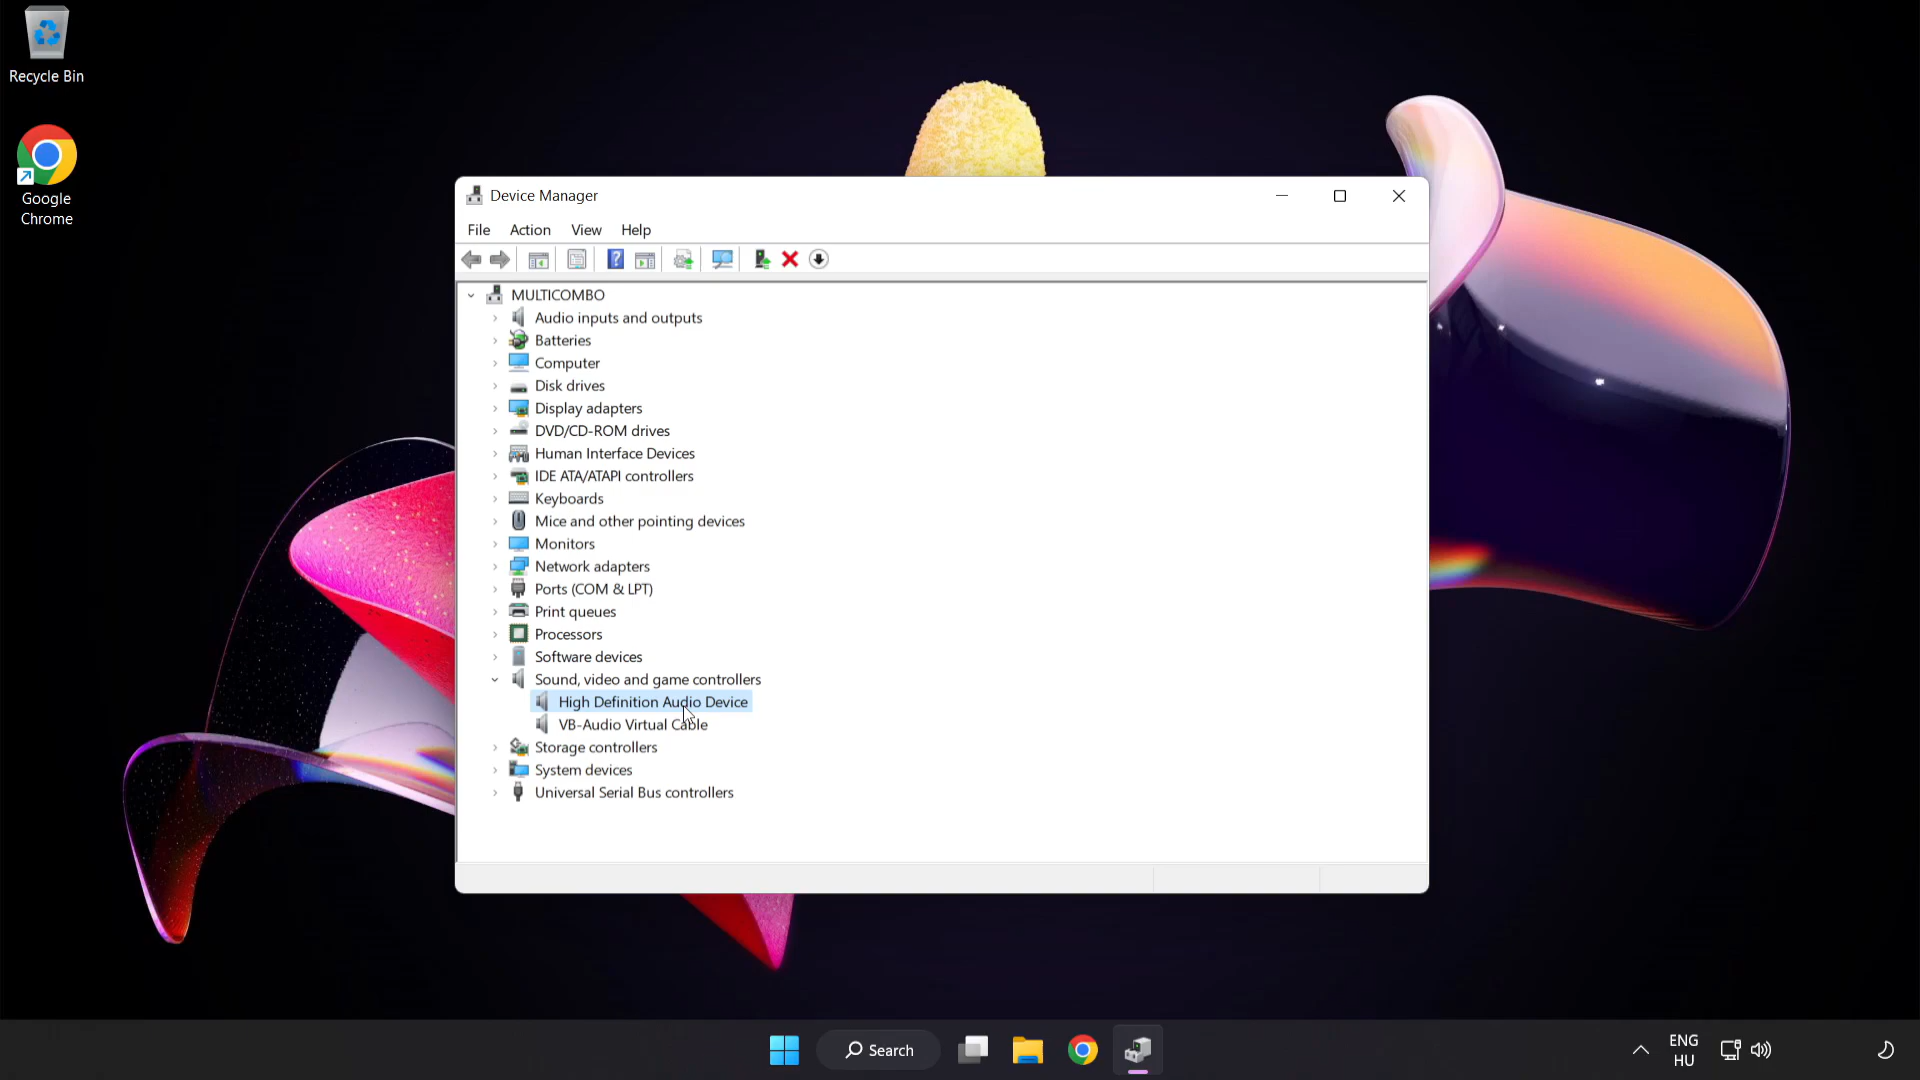 Recycle Bin
Google
Chrome
Device Manager
File Action View Help
MULTICOMBO
Audio inputs and outputs
Batteries
Computer
Disk drives
Display adapters
DVD/CD-ROM drives
Human Interface Devices
IDE ATA/ATAPI controllers
Keyboards
Mice and other pointing devices
Monitors
Network adapters
Ports (COM & LPT)
Print queues
Processors
Software devices
Sound, video and game controllers
High Definition Audio Device
VB-Audio Virtual Cable
Storage controllers
System devices
Universal Serial Bus controllers
Search
ENG
HU